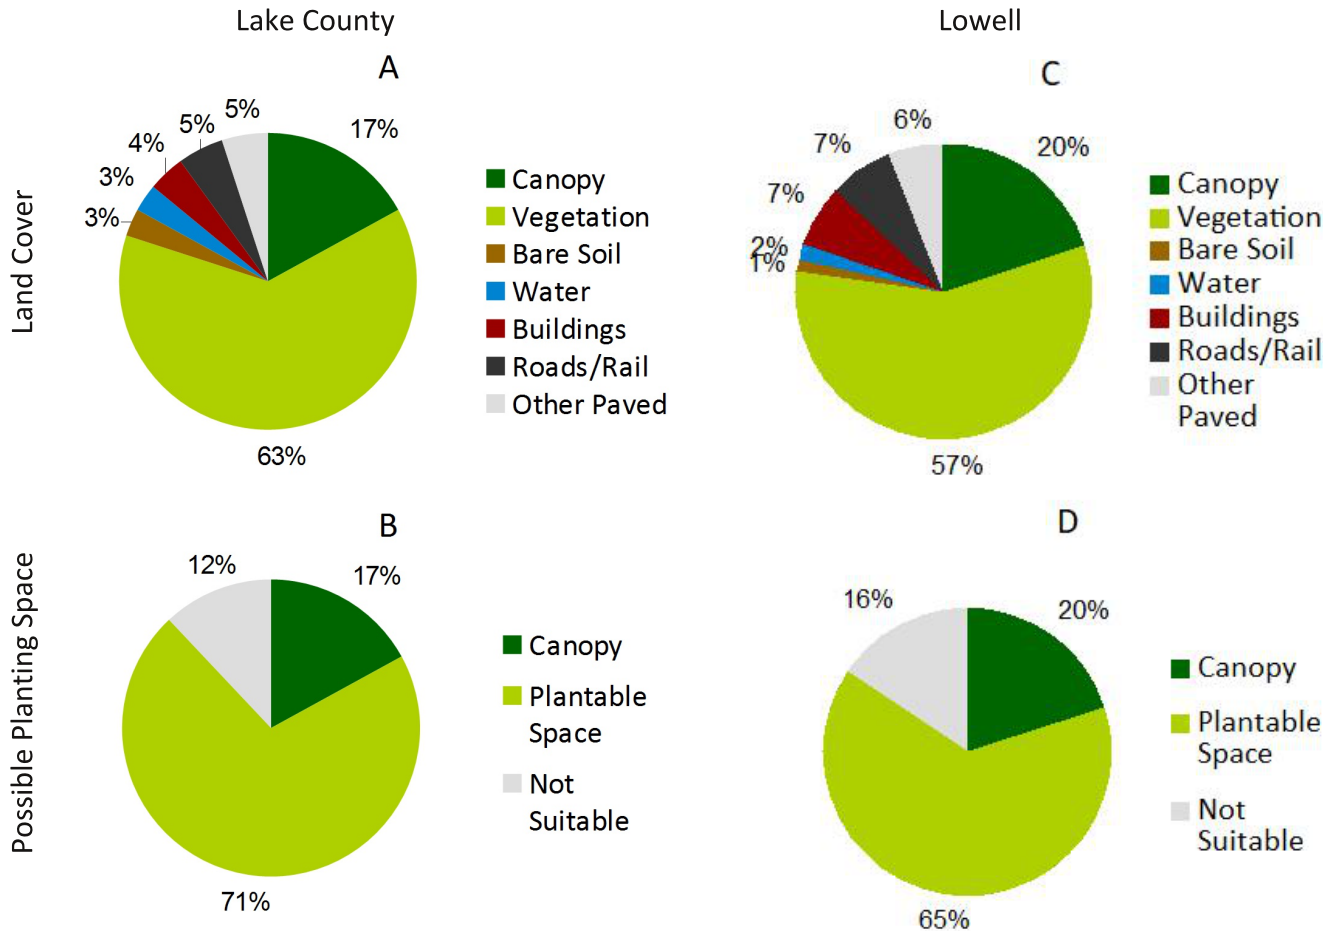 Lake County
Lowell
Land Cover
A
5%
5%
4%
3%
3%
17%
63%
Canopy
Vegetation
Bare Soil
Water
Buildings
Roads/Rail
Other Paved
C
6%
7%
7%
2%
1%
20%
57%
Canopy
Vegetation
Bare Soil
Water
Buildings
Roads/Rail
Other
Paved
Possible Planting Space
B
12%
17%
71%
Canopy
Plantable
Space
Not
Suitable
D
16%
20%
65%
Canopy
Plantable
Space
Not
Suitable